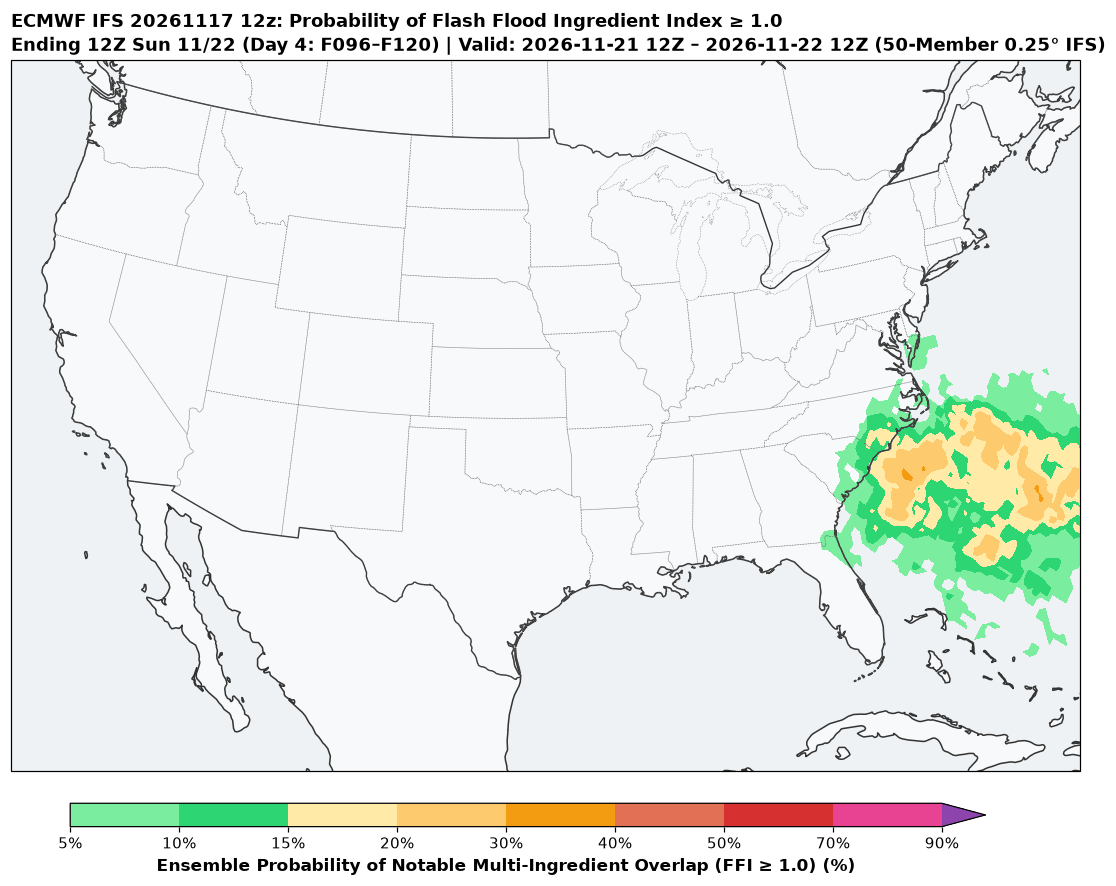 ECMWF IFS 20261117 12z: Probability of Flash Flood Ingredient Index ≥ 1.0
Ending 12Z Sun 11/22 (Day 4: F096–F120) | Valid: 2026-11-21 12Z – 2026-11-22 12Z (50-Member 0.25° IFS)
5% 10% 15% 20% 30% 40% 50% 70% 90%
Ensemble Probability of Notable Multi-Ingredient Overlap (FFI ≥ 1.0) (%)